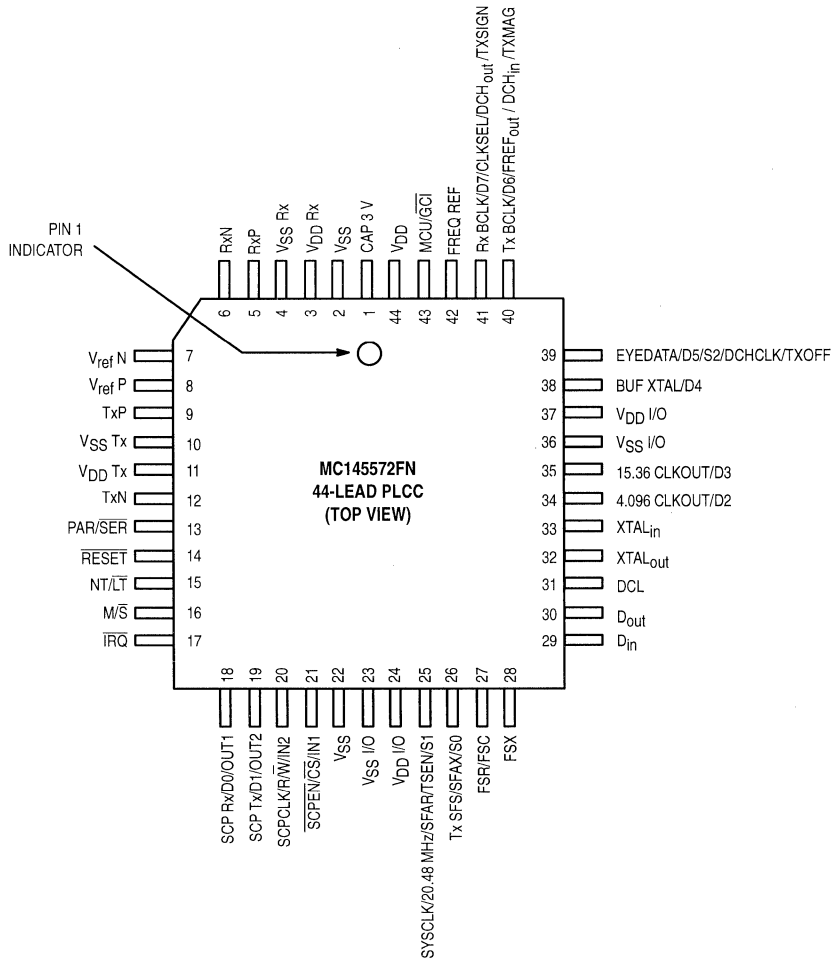 PIN 1
INDICATOR
RxN
RxP
VSS Rx
VDD Rx
VSS
CAP 3 V
VDD
MCU/G̅C̅I̅
FREQ REF
Rx BCLK/D7/CLKSEL/DCHout/TXSIGN
Tx BCLK/D6/FREFout / DCHin/TXMAG
6
5
4
3
2
1
44
43
42
41
40
Vref N
7
Vref P
8
TxP
9
VSS Tx
10
VDD Tx
11
TxN
12
PAR/S̅E̅R̅
13
R̅E̅S̅E̅T̅
14
NT/L̅T̅
15
M/S̅
16
I̅R̅Q̅
17
MC145572FN
44-LEAD PLCC
(TOP VIEW)
39
EYEDATA/D5/S2/DCHCLK/TXOFF
38
BUF XTAL/D4
37
VDD I/O
36
VSS I/O
35
15.36 CLKOUT/D3
34
4.096 CLKOUT/D2
33
XTALin
32
XTALout
31
DCL
30
Dout
29
Din
18
19
20
21
22
23
24
25
26
27
28
SCP Rx/D0/OUT1
SCP Tx/D1/OUT2
SCPCLK/R/W̅/IN2
S̅C̅P̅E̅N̅/C̅S̅/IN1
VSS
VSS I/O
VDD I/O
SYSCLK/20.48 MHz/SFAR/TSEN/S1
Tx SFS/SFAX/S0
FSR/FSC
FSX